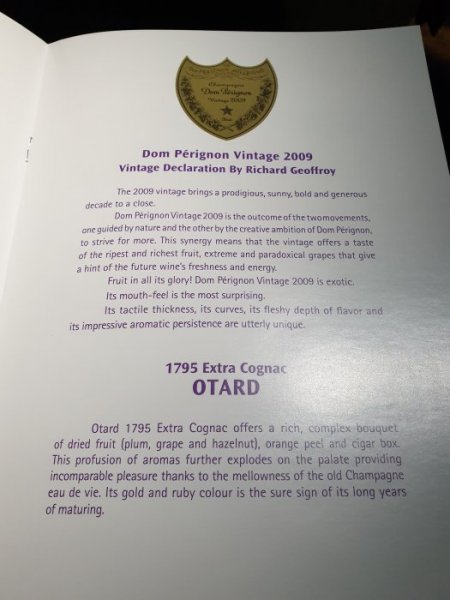 Champagne
Dom Pérignon
Vintage 2009
Dom Pérignon Vintage 2009
Vintage Declaration By Richard Geoffroy
The 2009 vintage brings a prodigious, sunny, bold and generous
decade to a close.
Dom Pérignon Vintage 2009 is the outcome of the two movements,
one guided by nature and the other by the creative ambition of Dom Pérignon,
to strive for more. This synergy means that the vintage offers a taste
of the ripest and richest fruit, extreme and paradoxical grapes that give
a hint of the future wine's freshness and energy.
Fruit in all its glory! Dom Pérignon Vintage 2009 is exotic.
Its mouth-feel is the most surprising.
Its tactile thickness, its curves, its fleshy depth of flavor and
its impressive aromatic persistence are utterly unique.
1795 Extra Cognac
OTARD
Otard 1795 Extra Cognac offers a rich, complex bouquet
of dried fruit (plum, grape and hazelnut), orange peel and cigar box.
This profusion of aromas further explodes on the palate providing
incomparable pleasure thanks to the mellowness of the old Champagne
eau de vie. Its gold and ruby colour is the sure sign of its long years
of maturing.